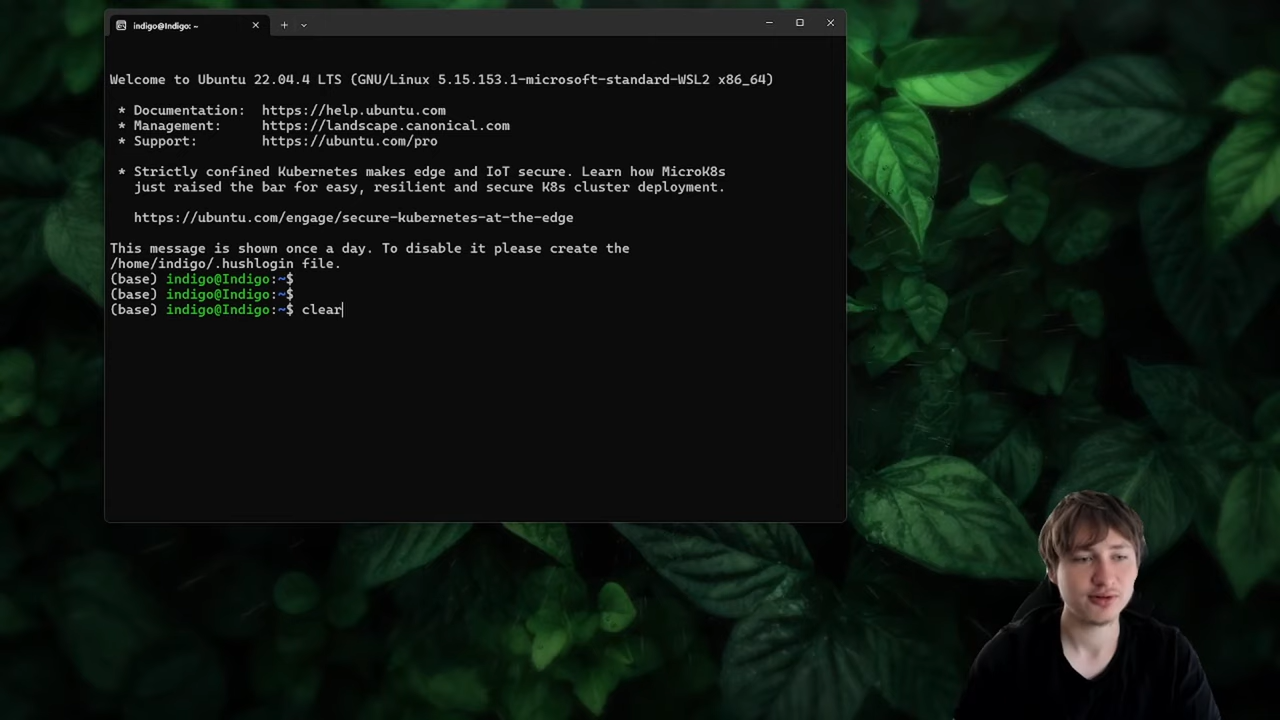 indigo@Indigo: ~
Welcome to Ubuntu 22.04.4 LTS (GNU/Linux 5.15.153.1-microsoft-standard-WSL2 x86_64)
* Documentation:  https://help.ubuntu.com
* Management:     https://landscape.canonical.com
* Support:        https://ubuntu.com/pro
* Strictly confined Kubernetes makes edge and IoT secure. Learn how MicroK8s
just raised the bar for easy, resilient and secure K8s cluster deployment.
https://ubuntu.com/engage/secure-kubernetes-at-the-edge
This message is shown once a day. To disable it please create the
/home/indigo/.hushlogin file.
(base) indigo@Indigo:~$
(base) indigo@Indigo:~$
(base) indigo@Indigo:~$ clear